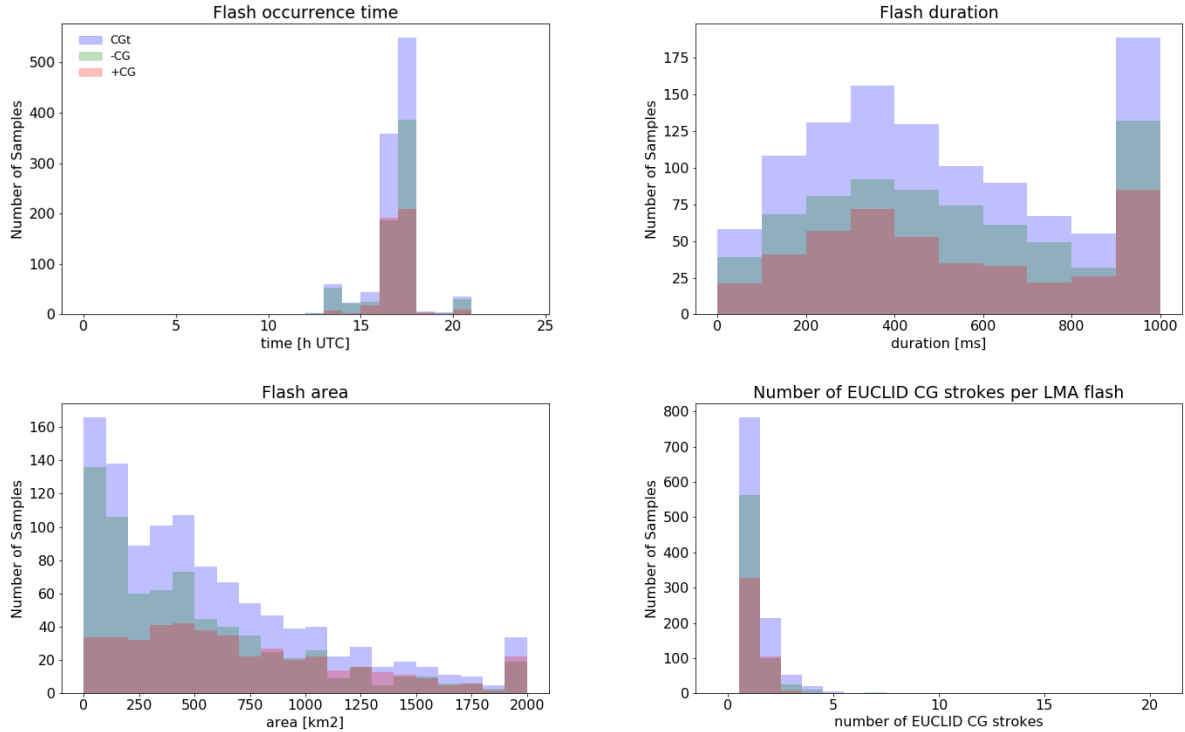 Flash occurrence time
Number of Samples
500
400
300
200
100
0
CGt
-CG
+CG
0 5 10 15 20 25
time [h UTC]
Flash duration
Number of Samples
175
150
125
100
75
50
25
0
0 200 400 600 800 1000
duration [ms]
Flash area
Number of Samples
160
140
120
100
80
60
40
20
0
0 250 500 750 1000 1250 1500 1750 2000
area [km2]
Number of EUCLID CG strokes per LMA flash
Number of Samples
800
700
600
500
400
300
200
100
0
0 5 10 15 20
number of EUCLID CG strokes